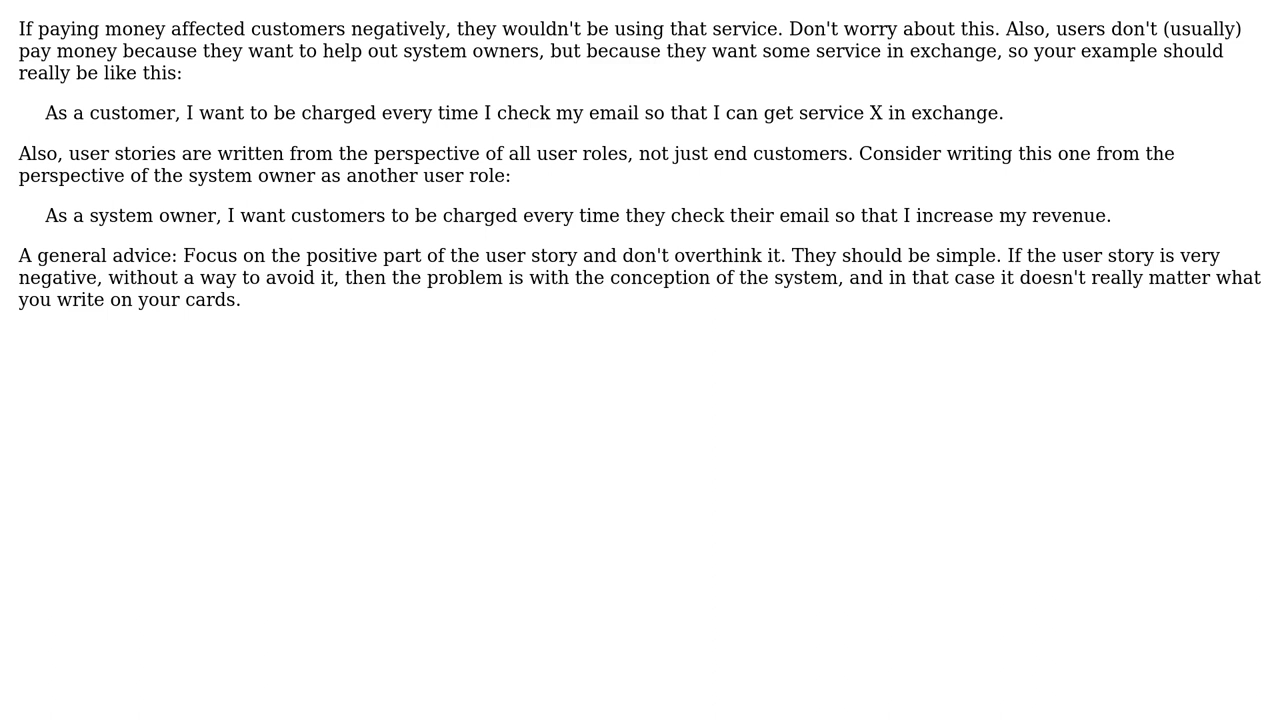 If paying money affected customers negatively, they wouldn't be using that service. Don't worry about this. Also, users don't (usually)
pay money because they want to help out system owners, but because they want some service in exchange, so your example should
really be like this:
As a customer, I want to be charged every time I check my email so that I can get service X in exchange.
Also, user stories are written from the perspective of all user roles, not just end customers. Consider writing this one from the
perspective of the system owner as another user role:
As a system owner, I want customers to be charged every time they check their email so that I increase my revenue.
A general advice: Focus on the positive part of the user story and don't overthink it. They should be simple. If the user story is very
negative, without a way to avoid it, then the problem is with the conception of the system, and in that case it doesn't really matter what
you write on your cards.